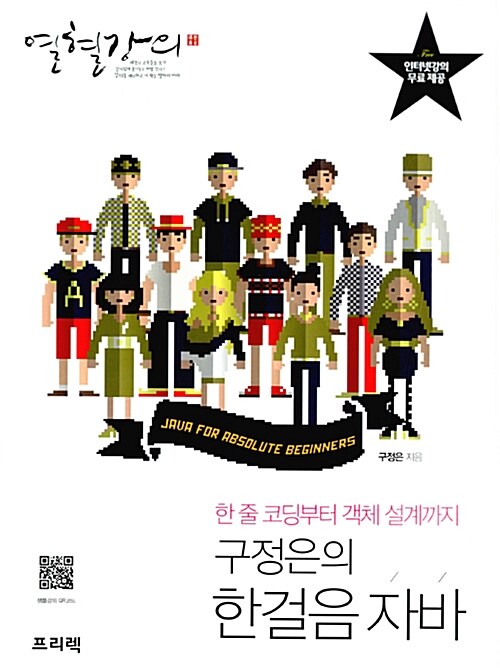 열혈강의
Free
인터넷강의
무료 제공
JAVA FOR ABSOLUTE BEGINNERS
구정은 지음
한 줄 코딩부터 객체 설계까지
구정은의
한걸음 자바
프리렉